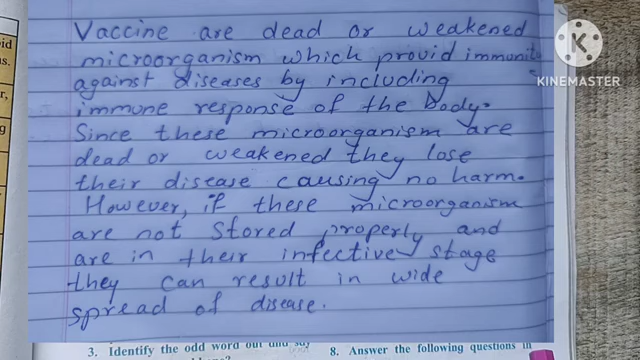 Vaccine are dead or weakened
microorganism which provid immunity
against diseases by including
immune response of the body.
Since these microorganism are
dead or weakened they lose
their disease causing no harm.
However, if these microorganism
are not stored properly and
are in their infective stage
they can result in wide
spread of disease.
KINEMASTER
3. Identify the odd word out and say
8. Answer the following questions in